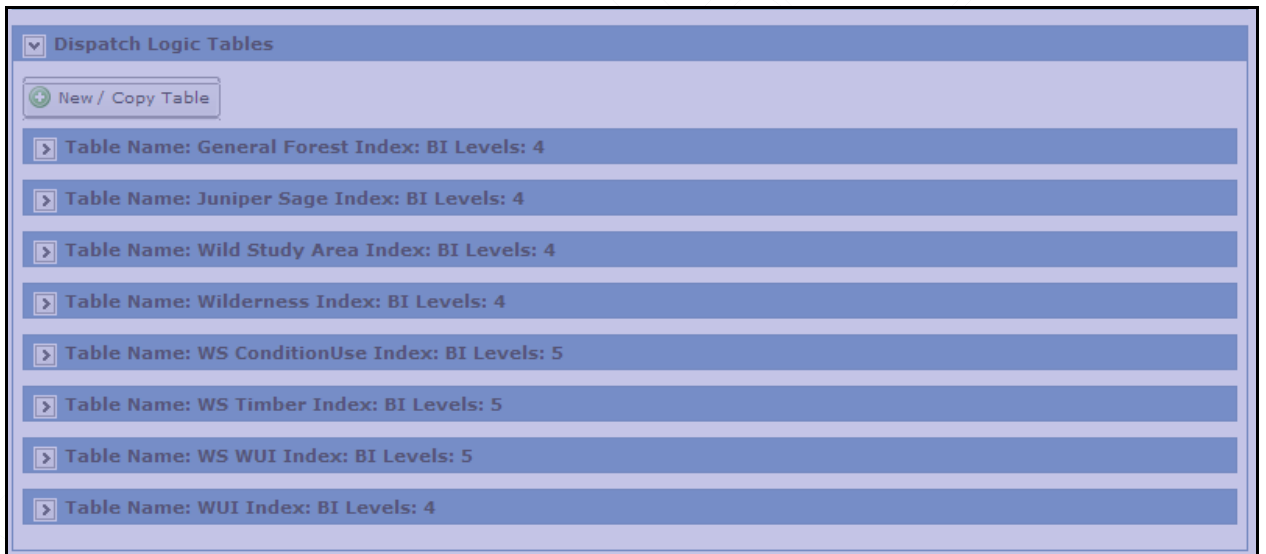 Dispatch Logic Tables
New / Copy Table
Table Name: General Forest Index: BI Levels: 4
Table Name: Juniper Sage Index: BI Levels: 4
Table Name: Wild Study Area Index: BI Levels: 4
Table Name: Wilderness Index: BI Levels: 4
Table Name: WS ConditionUse Index: BI Levels: 5
Table Name: WS Timber Index: BI Levels: 5
Table Name: WS WUI Index: BI Levels: 5
Table Name: WUI Index: BI Levels: 4